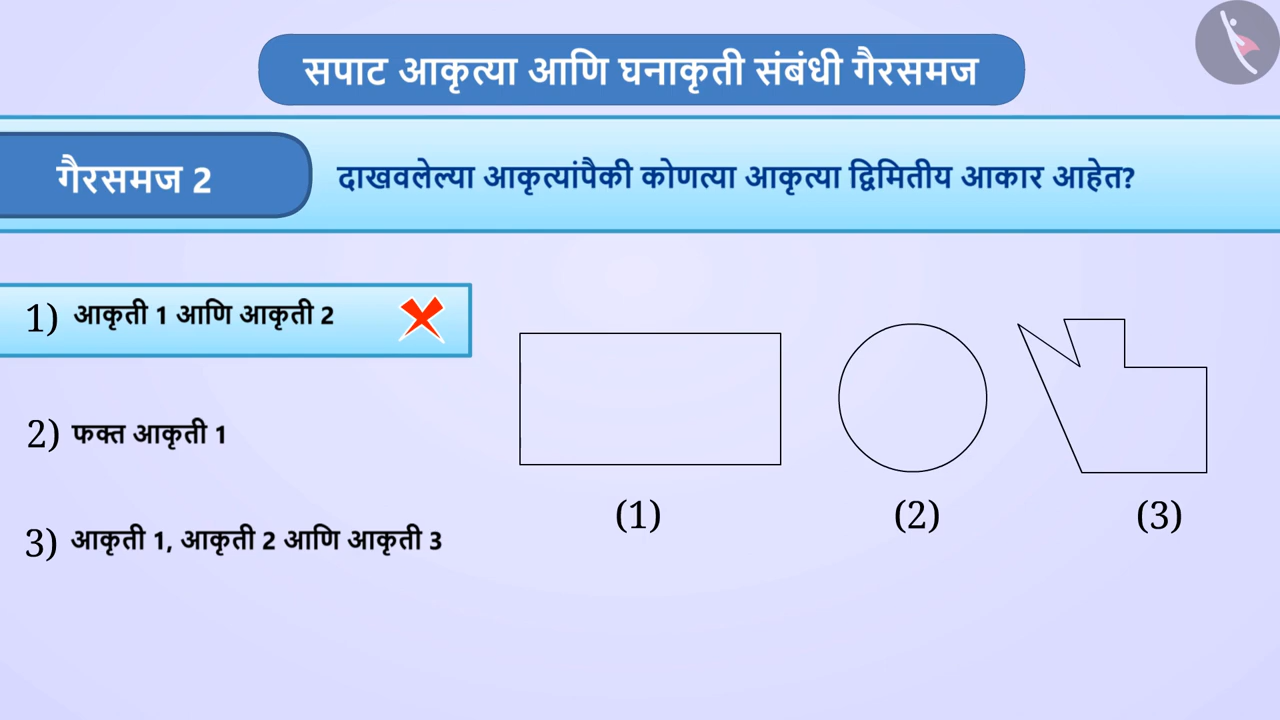 सपाट आकृत्या आणि घनाकृती संबंधी गैरसमज
गैरसमज 2
दाखवलेल्या आकृत्यांपैकी कोणत्या आकृत्या द्विमितीय आकार आहेत?
1) आकृती 1 आणि आकृती 2
2) फक्त आकृती 1
3) आकृती 1, आकृती 2 आणि आकृती 3
(1) (2) (3)